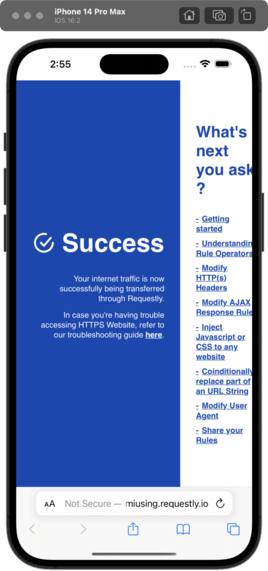 iPhone 14 Pro Max
iOS 16.2
2:55
Success
Your internet traffic is now
successfully being transferred
through Requestly.
In case you're having trouble
accessing HTTPS Website, refer to
our troubleshooting guide here.
What's
next
you ask
?
- Getting
started
- Understandin
Rule Operators
- Modify
HTTP(s)
Headers
- Modify AJAX
Response Rule
- Inject
Javascript or
CSS to any
website
- Coinditionally
replace part of
an URL String
- Modify User
Agent
- Share your
Rules
AA Not Secure — miusing.requestly.io